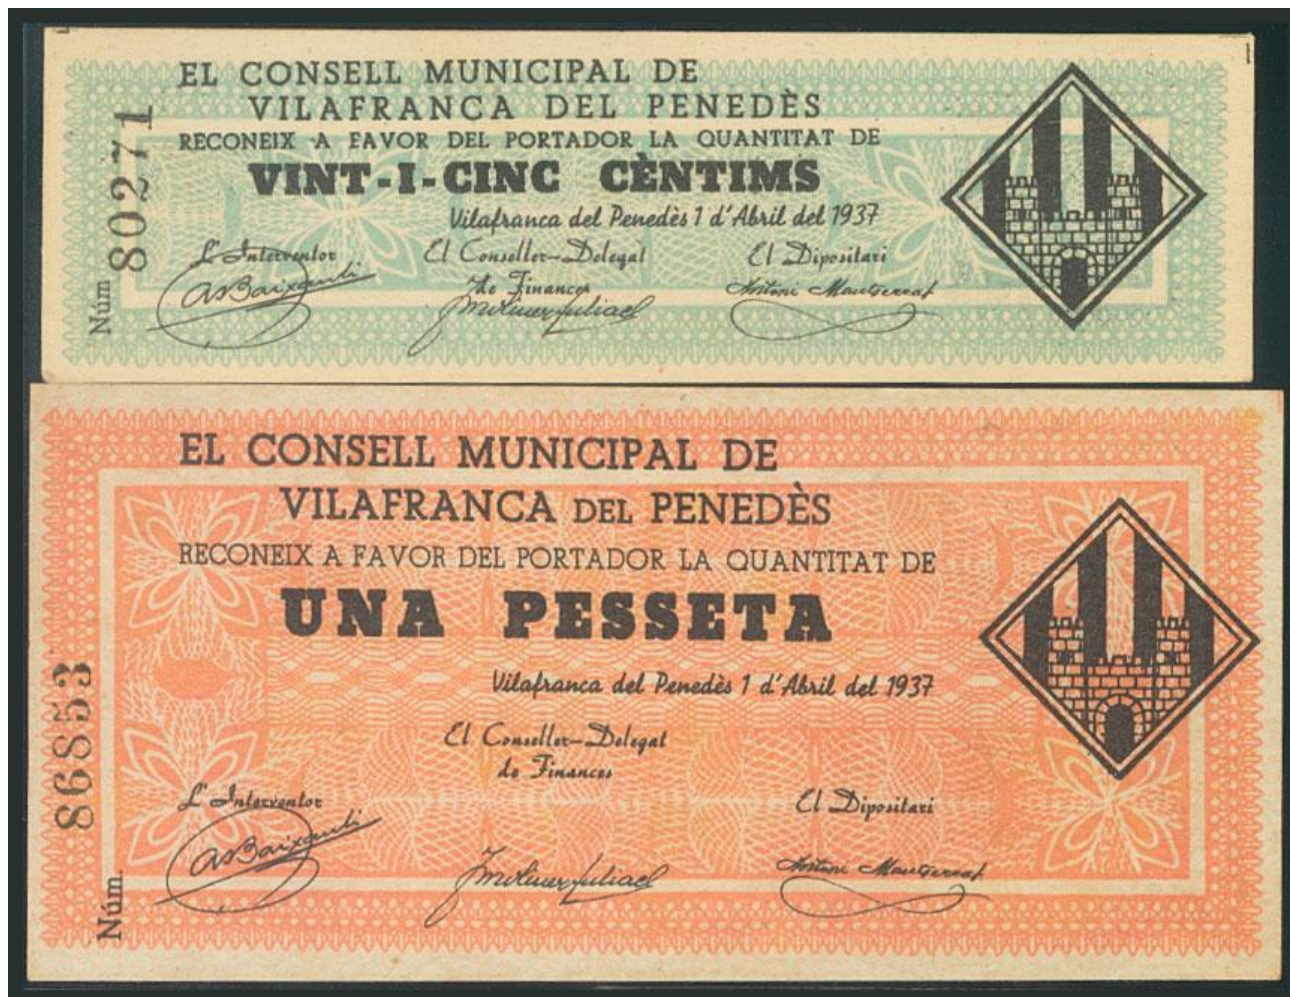 EL CONSELL MUNICIPAL DE
VILAFRANCA DEL PENEDÈS
RECONEIX A FAVOR DEL PORTADOR LA QUANTITAT DE
VINT-I-CINC CÈNTIMS
Vilafranca del Penedès 1 d'Abril del 1937
L'Interventor
El Conseller-Delegat
de Finances
El Dipositari
Antoni Montserrat
Núm 80271
EL CONSELL MUNICIPAL DE
VILAFRANCA DEL PENEDÈS
RECONEIX A FAVOR DEL PORTADOR LA QUANTITAT DE
UNA PESSETA
Vilafranca del Penedès 1 d'Abril del 1937
El Conseller-Delegat
de Finances
L'Interventor
El Dipositari
Antoni Montserrat
Núm. 86853